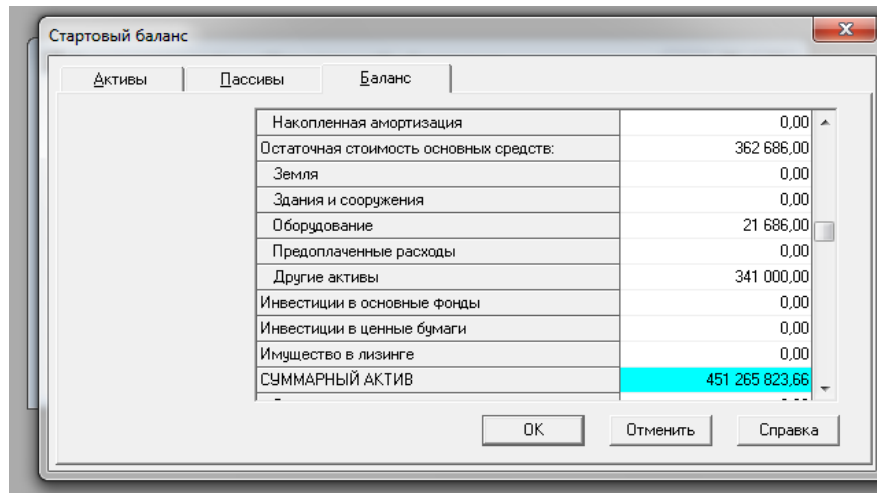 Стартовый баланс
Активы Пассивы Баланс
Накопленная амортизация 0,00
Остаточная стоимость основных средств: 362 686,00
Земля 0,00
Здания и сооружения 0,00
Оборудование 21 686,00
Предоплаченные расходы 0,00
Другие активы 341 000,00
Инвестиции в основные фонды 0,00
Инвестиции в ценные бумаги 0,00
Имущество в лизинге 0,00
СУММАРНЫЙ АКТИВ 451 265 823,66
OK Отменить Справка